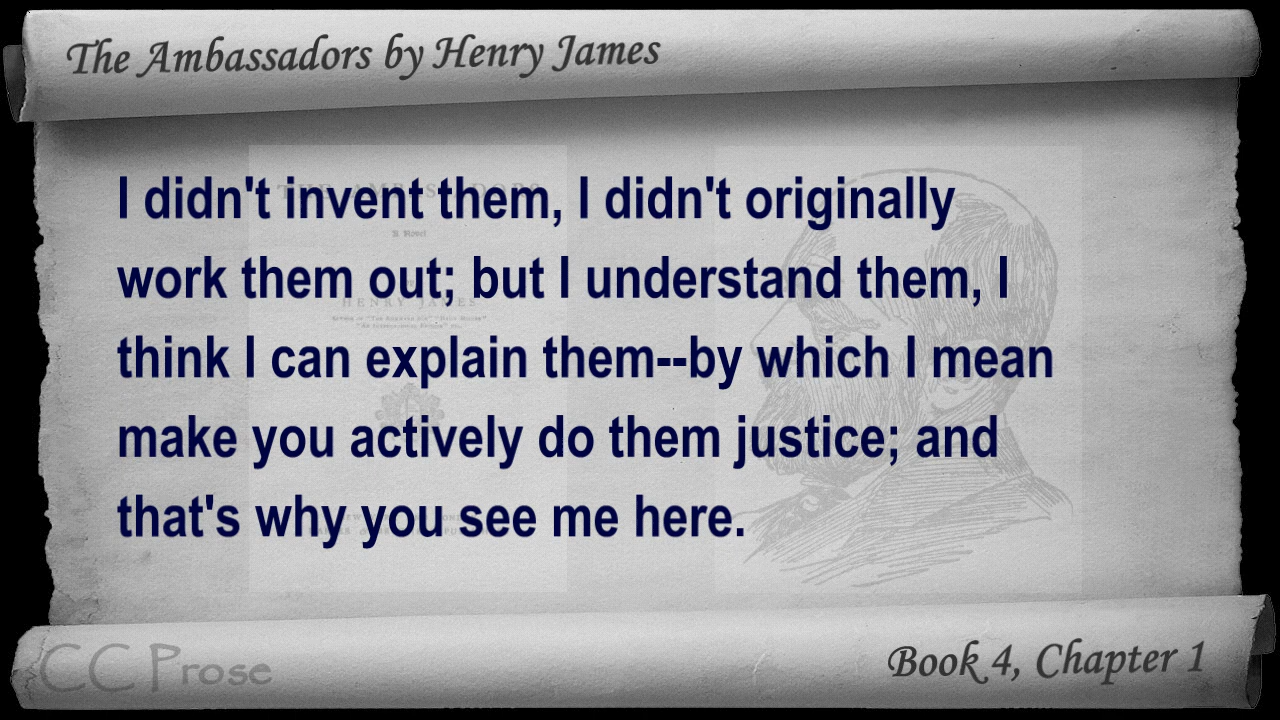 The Ambassadors by Henry James
I didn't invent them, I didn't originally
work them out; but I understand them, I
think I can explain them--by which I mean
make you actively do them justice; and
that's why you see me here.
CC Prose
Book 4, Chapter 1